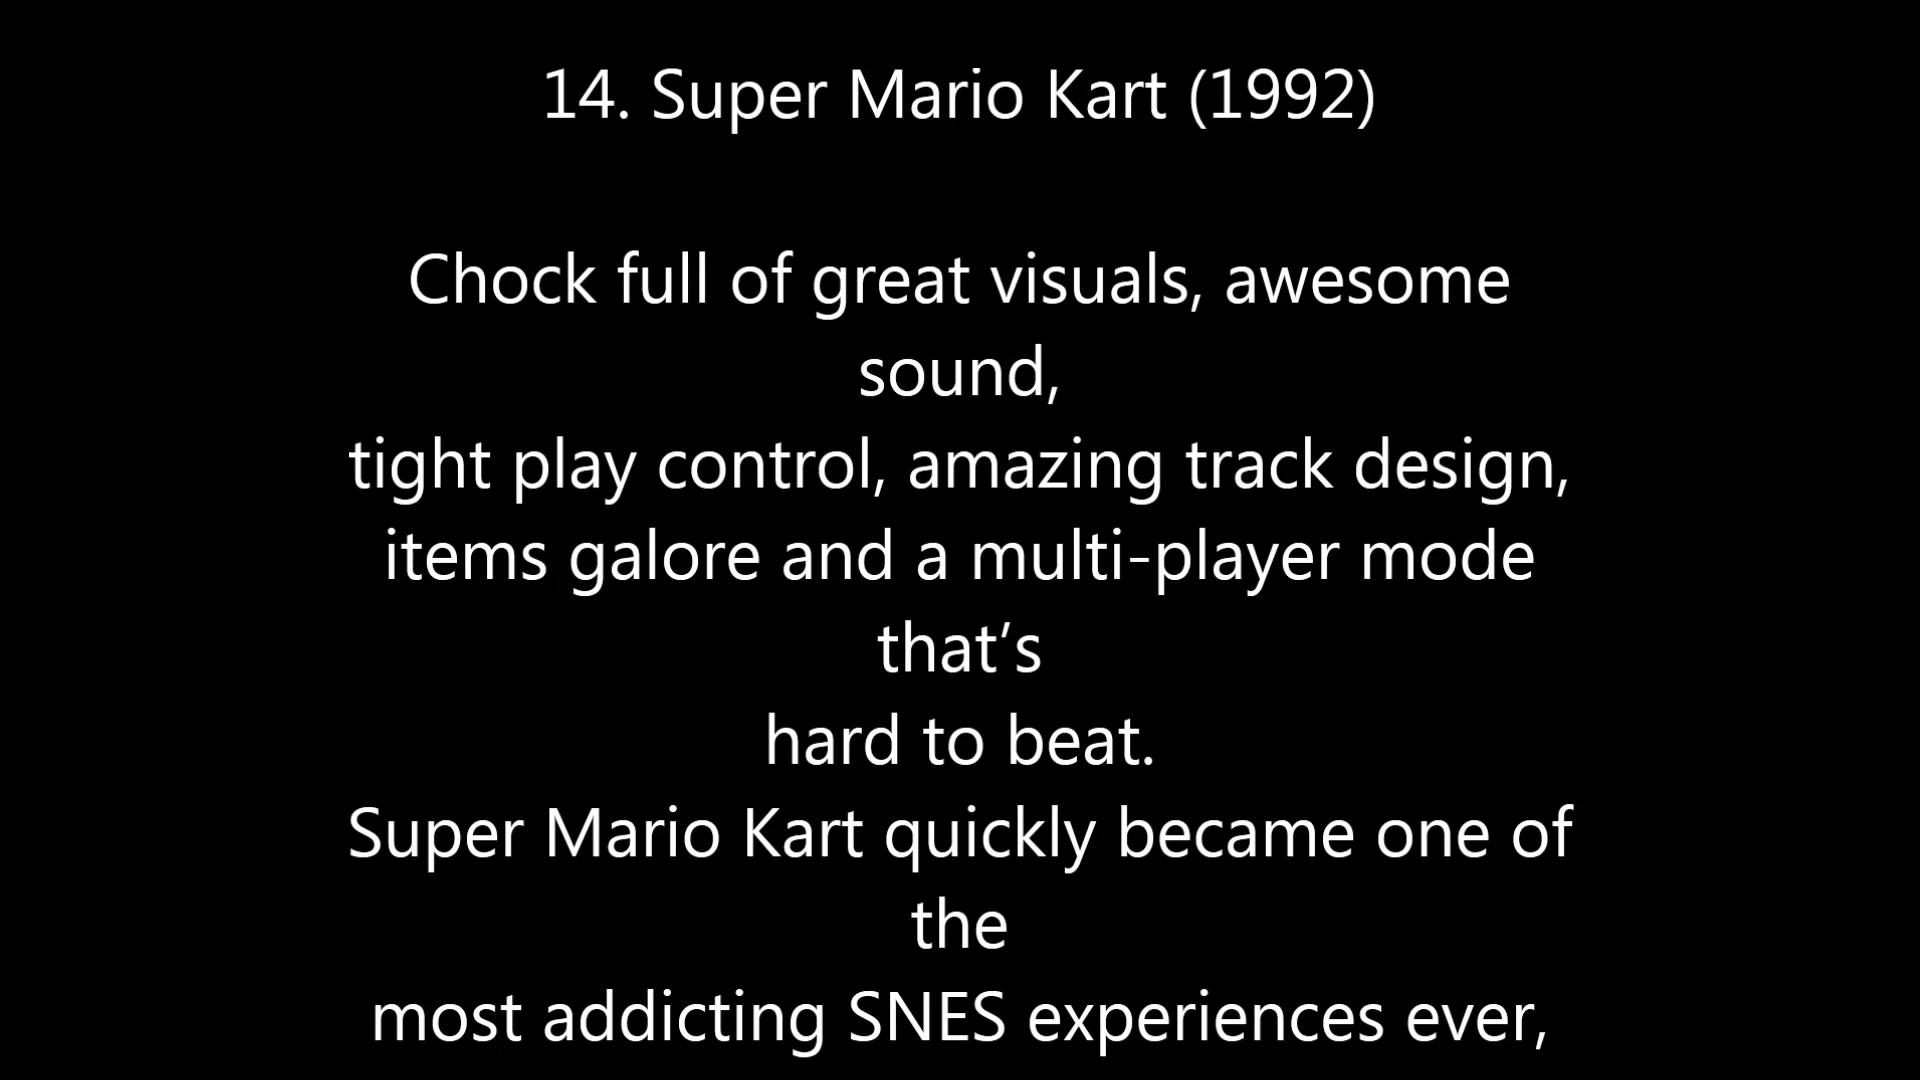 14. Super Mario Kart (1992)
Chock full of great visuals, awesome
sound,
tight play control, amazing track design,
items galore and a multi-player mode
that’s
hard to beat.
Super Mario Kart quickly became one of
the
most addicting SNES experiences ever,